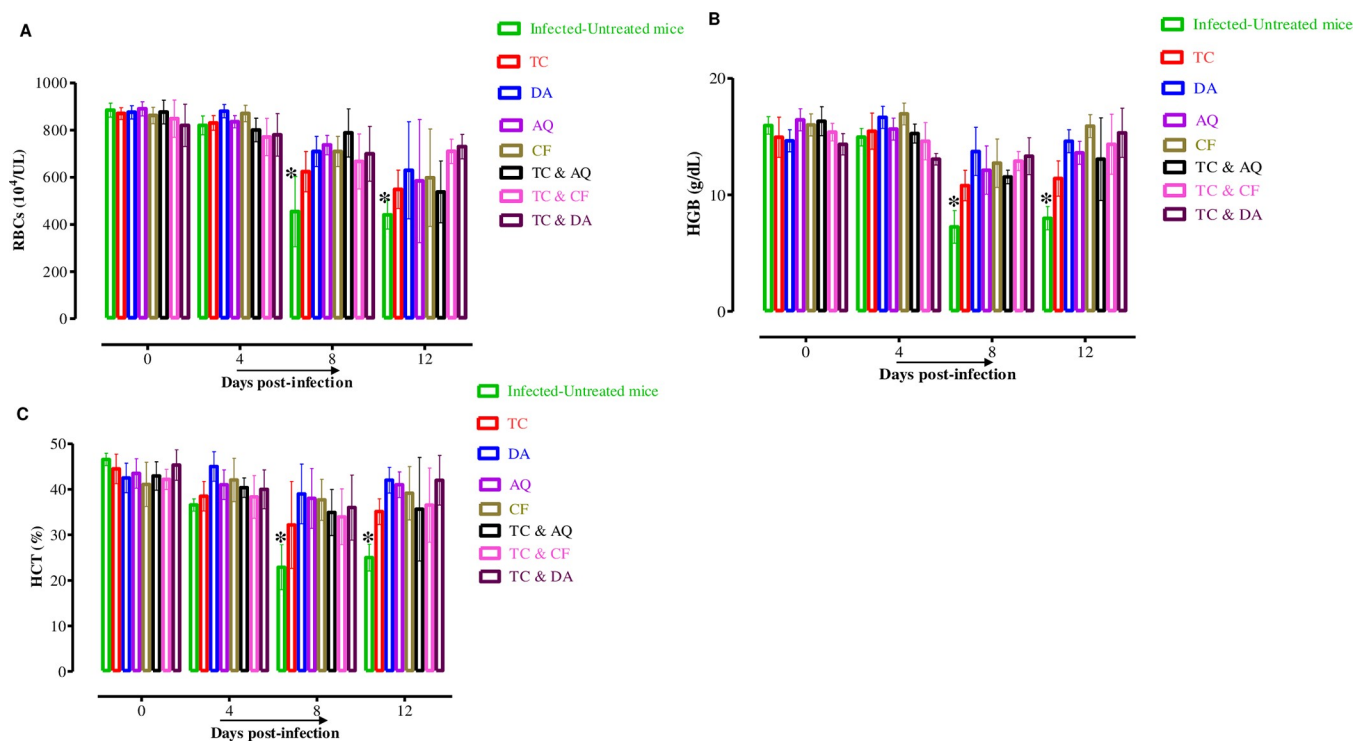 A
Infected-Untreated mice
TC
DA
AQ
CF
TC & AQ
TC & CF
TC & DA
RBCs (10⁴/UL)
1000
800
600
400
200
0
*
*
0
4
8
12
Days post-infection
B
Infected-Untreated mice
TC
DA
AQ
CF
TC & AQ
TC & CF
TC & DA
HGB (g/dL)
20
10
0
*
*
0
4
8
12
Days post-infection
C
Infected-Untreated mice
TC
DA
AQ
CF
TC & AQ
TC & CF
TC & DA
HCT (%)
50
40
30
20
10
0
*
*
0
4
8
12
Days post-infection